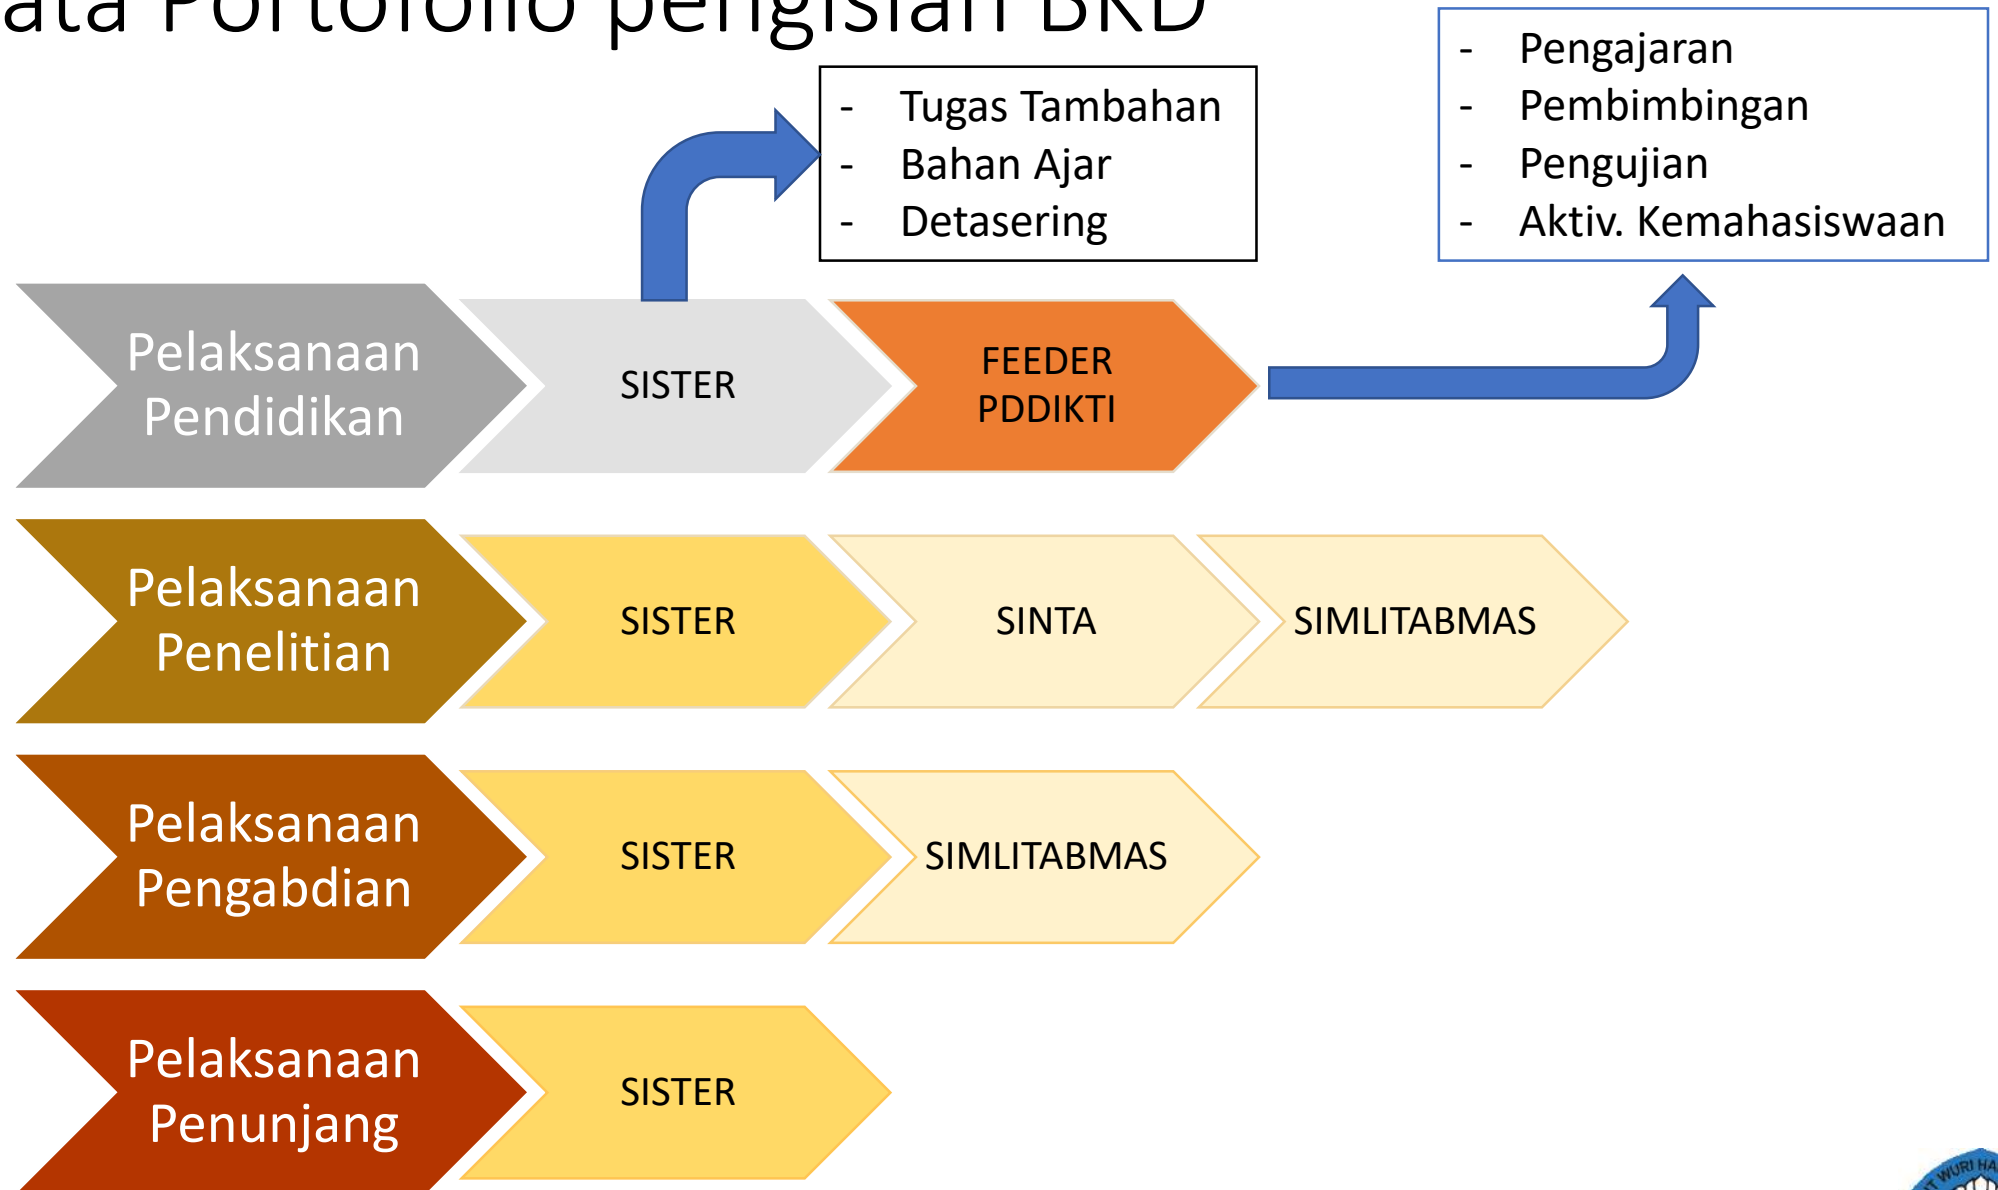 ata Portofolio pengisian BKD
- Tugas Tambahan
- Bahan Ajar
- Detasering
- Pengajaran
- Pembimbingan
- Pengujian
- Aktiv. Kemahasiswaan
Pelaksanaan
Pendidikan
SISTER
FEEDER
PDDIKTI
Pelaksanaan
Penelitian
SISTER
SINTA
SIMLITABMAS
Pelaksanaan
Pengabdian
SISTER
SIMLITABMAS
Pelaksanaan
Penunjang
SISTER
WURI